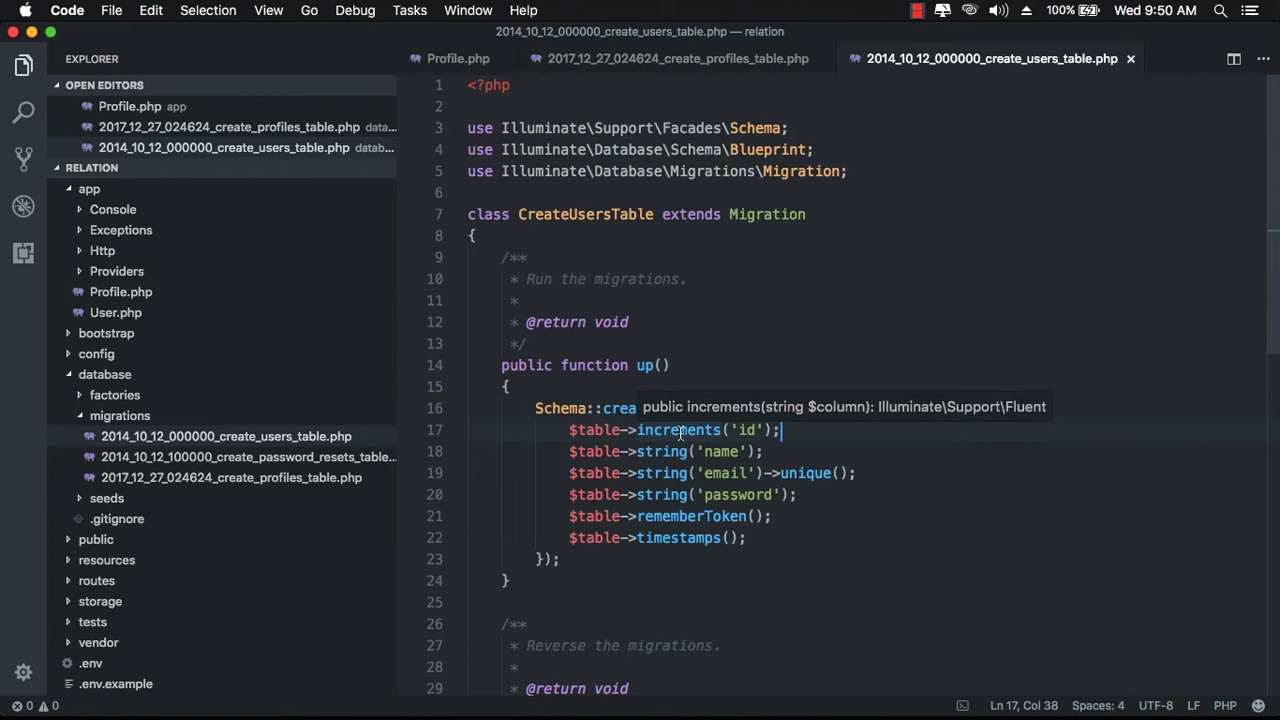 Code File Edit Selection View Go Debug Tasks Window Help 100% Wed 9:50 AM
2014_10_12_000000_create_users_table.php — relation
EXPLORER
Profile.php 2017_12_27_024624_create_profiles_table.php 2014_10_12_000000_create_users_table.php
OPEN EDITORS
Profile.php app
2017_12_27_024624_create_profiles_table.php data...
2014_10_12_000000_create_users_table.php datab...
RELATION
app
Console
Exceptions
Http
Providers
Profile.php
User.php
bootstrap
config
database
factories
migrations
2014_10_12_000000_create_users_table.php
2014_10_12_100000_create_password_resets_table...
2017_12_27_024624_create_profiles_table.php
seeds
.gitignore
public
resources
routes
storage
tests
vendor
.env
.env.example
1 <?php
2
3 use Illuminate\Support\Facades\Schema;
4 use Illuminate\Database\Schema\Blueprint;
5 use Illuminate\Database\Migrations\Migration;
6
7 class CreateUsersTable extends Migration
8 {
9 /**
10 * Run the migrations.
11 *
12 * @return void
13 */
14 public function up()
15 {
16 Schema::crea public increments(string $column): Illuminate\Support\Fluent
17 $table->increments('id');
18 $table->string('name');
19 $table->string('email')->unique();
20 $table->string('password');
21 $table->rememberToken();
22 $table->timestamps();
23 });
24 }
25
26 /**
27 * Reverse the migrations.
28 *
29 * @return void
0 0 Ln 17, Col 38 Spaces: 4 UTF-8 LF PHP